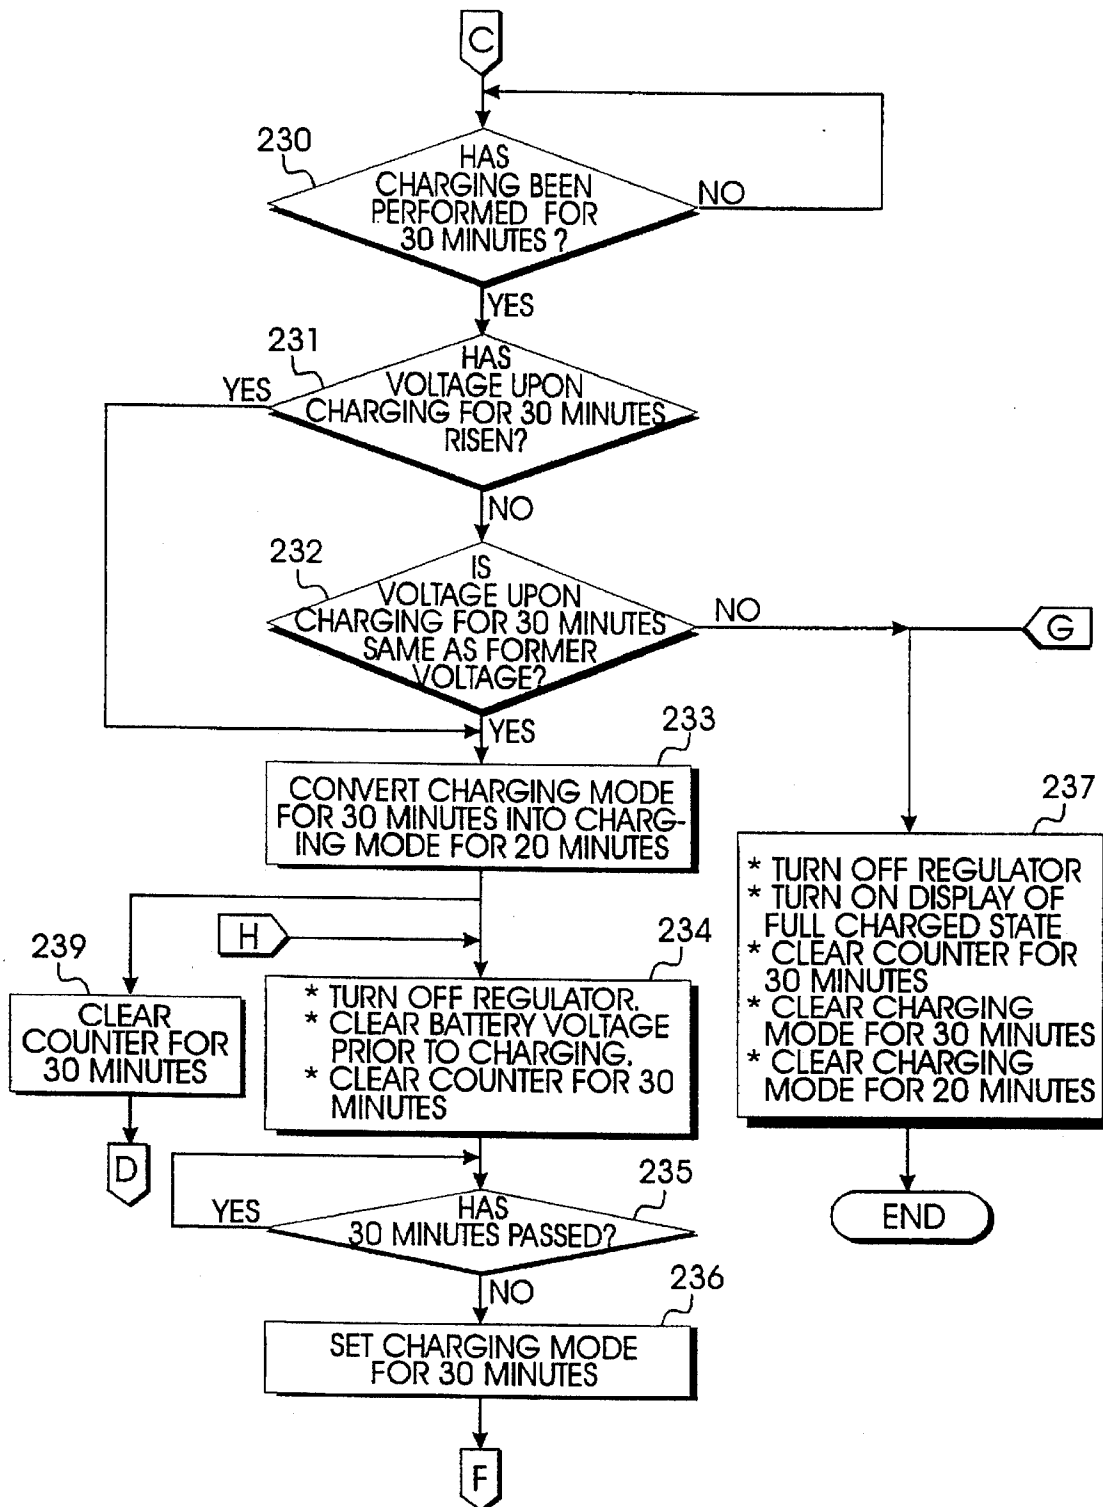 C
230
HAS
CHARGING BEEN
PERFORMED FOR
30 MINUTES ?
NO
YES
231
HAS
VOLTAGE UPON
CHARGING FOR 30 MINUTES
RISEN?
YES
NO
232
IS
VOLTAGE UPON
CHARGING FOR 30 MINUTES
SAME AS FORMER
VOLTAGE?
NO
G
YES
233
CONVERT CHARGING MODE
FOR 30 MINUTES INTO CHARG-
ING MODE FOR 20 MINUTES
237
* TURN OFF REGULATOR
* TURN ON DISPLAY OF
FULL CHARGED STATE
* CLEAR COUNTER FOR
30 MINUTES
* CLEAR CHARGING
MODE FOR 30 MINUTES
* CLEAR CHARGING
MODE FOR 20 MINUTES
END
H
239
CLEAR
COUNTER FOR
30 MINUTES
D
234
* TURN OFF REGULATOR.
* CLEAR BATTERY VOLTAGE
PRIOR TO CHARGING.
* CLEAR COUNTER FOR 30
MINUTES
235
HAS
30 MINUTES PASSED?
YES
NO
236
SET CHARGING MODE
FOR 30 MINUTES
F